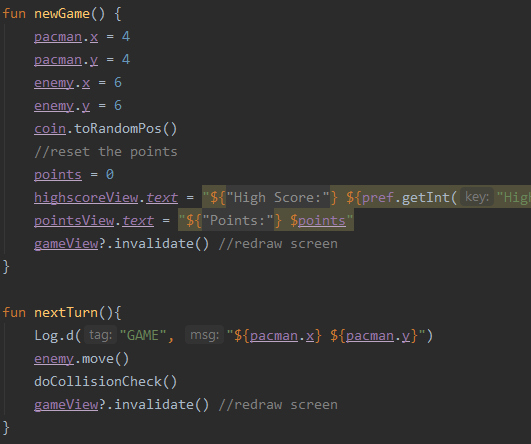 fun newGame() {
pacman.x = 4
pacman.y = 4
enemy.x = 6
enemy.y = 6
coin.toRandomPos()
//reset the points
points = 0
highscoreView.text = "${"High Score:"} ${pref.getInt( key: "Hig
pointsView.text = "${"Points:"} $points"
gameView?.invalidate() //redraw screen
}
fun nextTurn(){
Log.d( tag: "GAME", msg: "${pacman.x} ${pacman.y}")
enemy.move()
doCollisionCheck()
gameView?.invalidate() //redraw screen
}